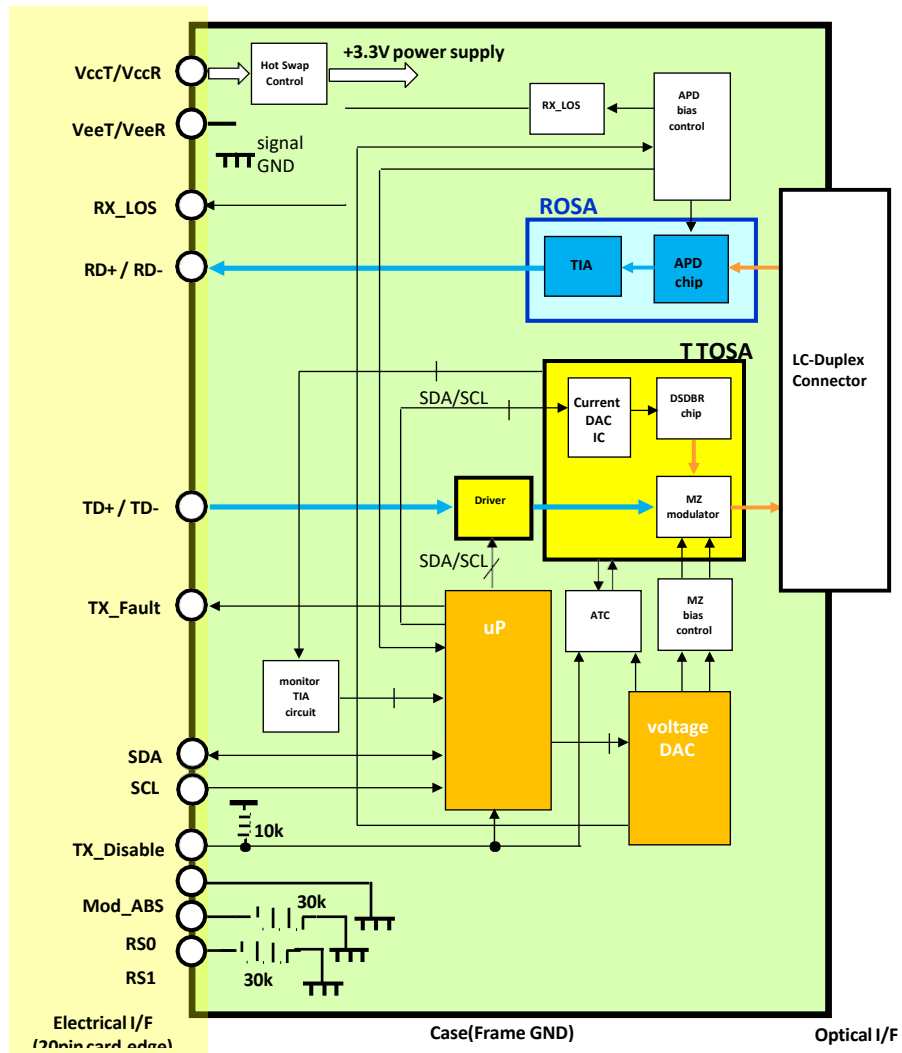 VccT/VccR
Hot Swap
Control
+3.3V power supply
VeeT/VeeR
signal
GND
RX_LOS
APD
bias
control
RX_LOS
ROSA
RD+ / RD-
TIA
APD
chip
LC-Duplex
Connector
T TOSA
SDA/SCL
Current
DAC
IC
DSDBR
chip
TD+ / TD-
Driver
MZ
modulator
SDA/SCL
TX_Fault
uP
ATC
MZ
bias
control
monitor
TIA
circuit
voltage
DAC
SDA
SCL
10k
TX_Disable
Mod_ABS
30k
RS0
RS1
30k
Electrical I/F
(20pin card edge)
Case(Frame GND)
Optical I/F